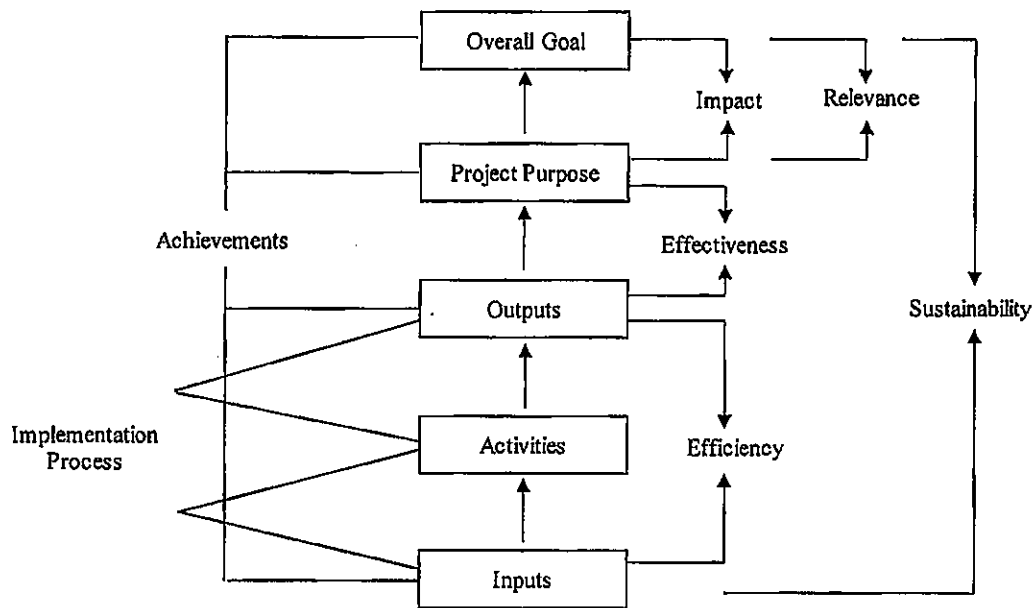 Overall Goal
Impact
Relevance
Project Purpose
Achievements
Effectiveness
Outputs
Sustainability
Implementation
Process
Activities
Efficiency
Inputs